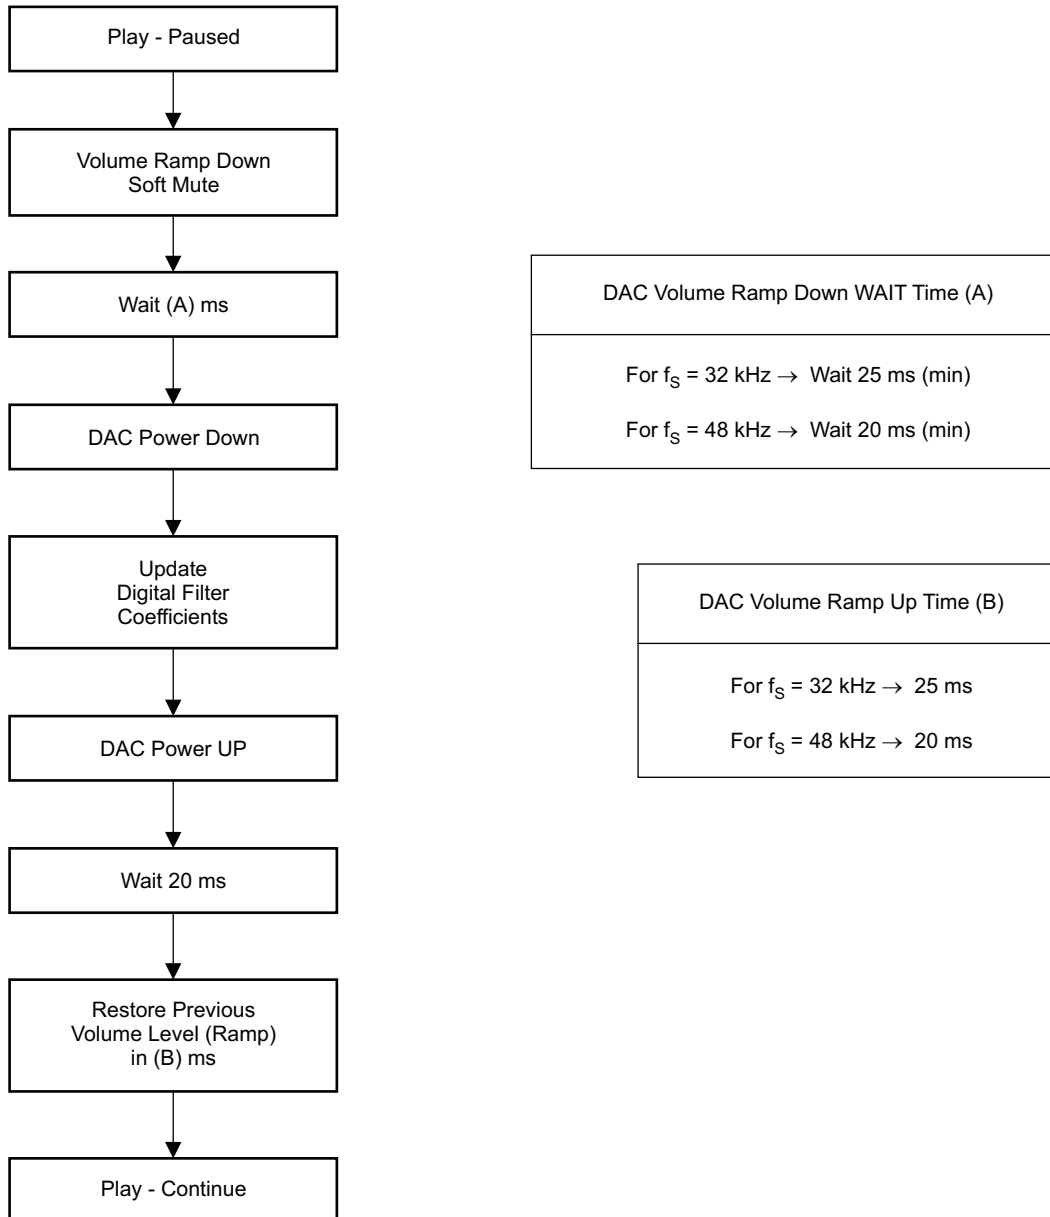 Play - Paused
Volume Ramp Down
Soft Mute
Wait (A) ms
DAC Power Down
Update
Digital Filter
Coefficients
DAC Power UP
Wait 20 ms
Restore Previous
Volume Level (Ramp)
in (B) ms
Play - Continue
DAC Volume Ramp Down WAIT Time (A)
For fS = 32 kHz → Wait 25 ms (min)
For fS = 48 kHz → Wait 20 ms (min)
DAC Volume Ramp Up Time (B)
For fS = 32 kHz → 25 ms
For fS = 48 kHz → 20 ms